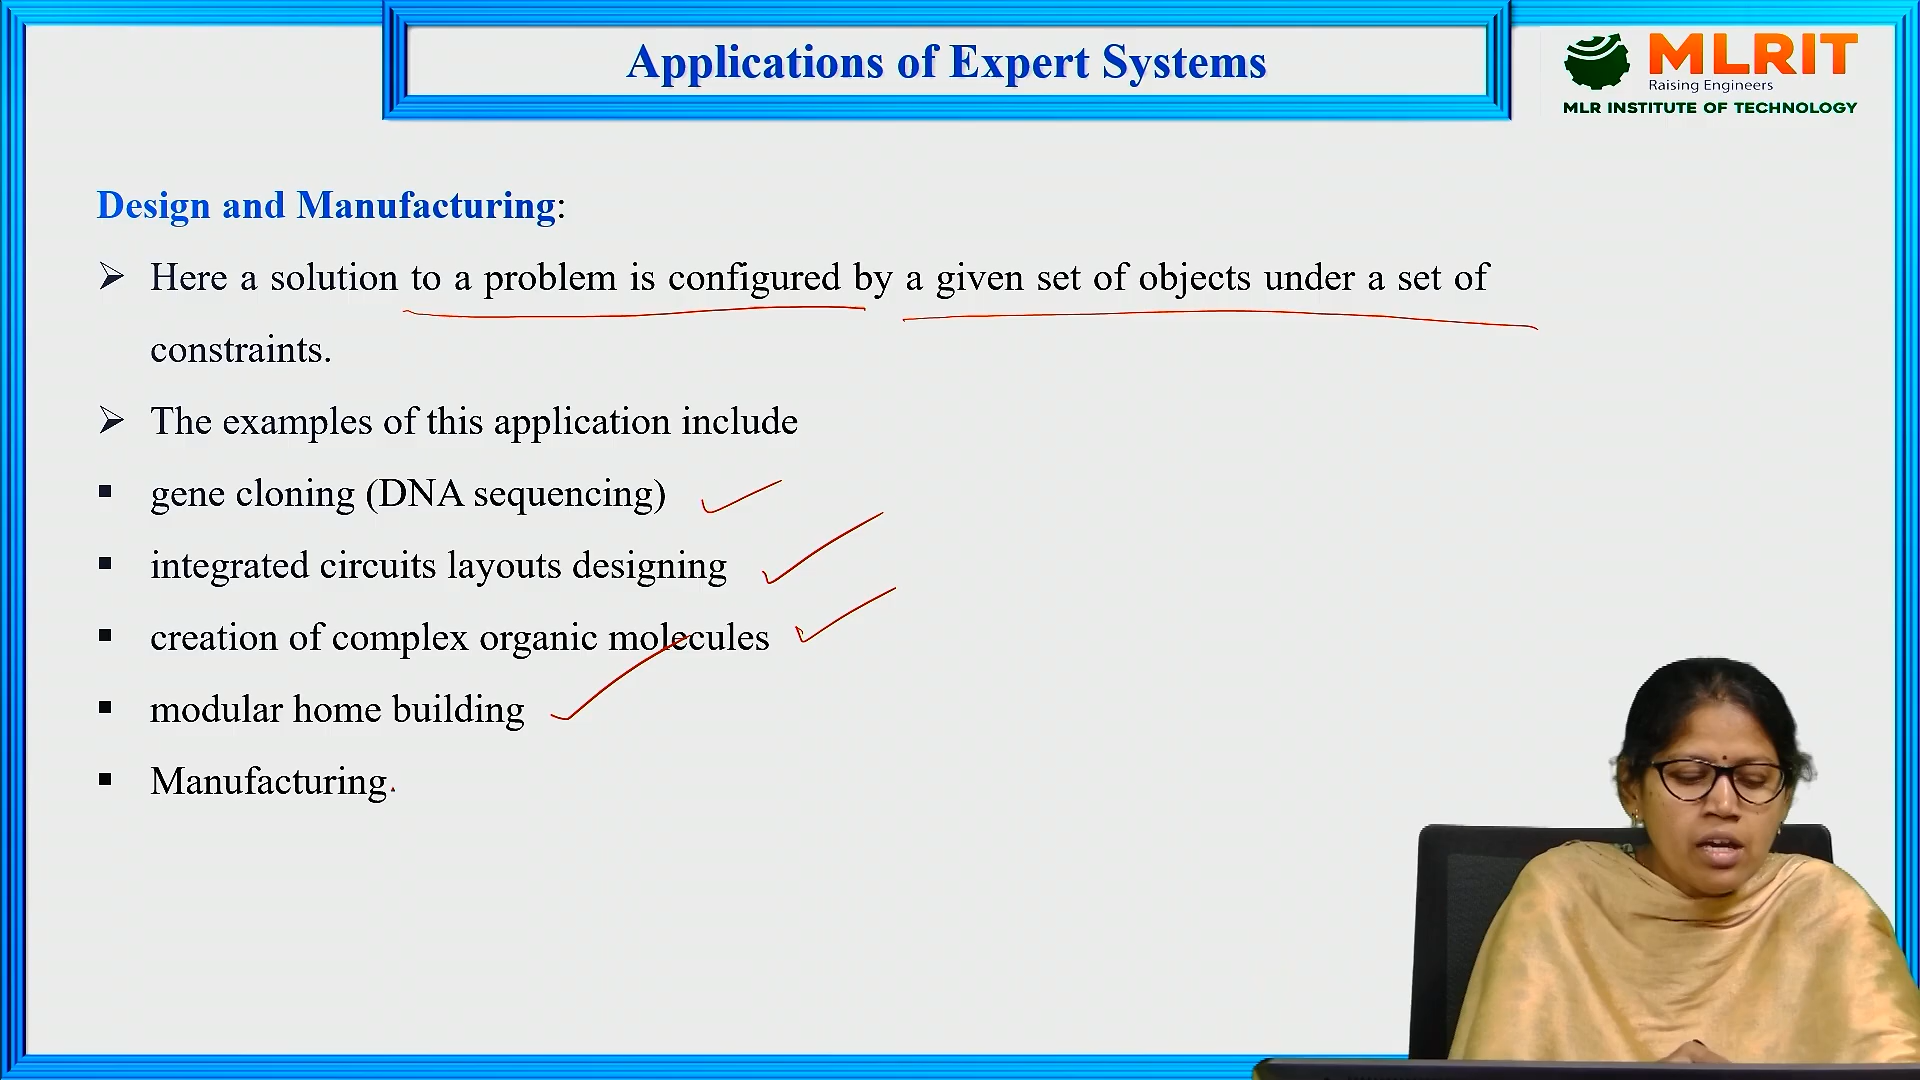 Applications of Expert Systems
MLRIT
Raising Engineers
MLR INSTITUTE OF TECHNOLOGY
Design and Manufacturing:
Here a solution to a problem is configured by a given set of objects under a set of
constraints.
The examples of this application include
gene cloning (DNA sequencing)
integrated circuits layouts designing
creation of complex organic molecules
modular home building
Manufacturing.